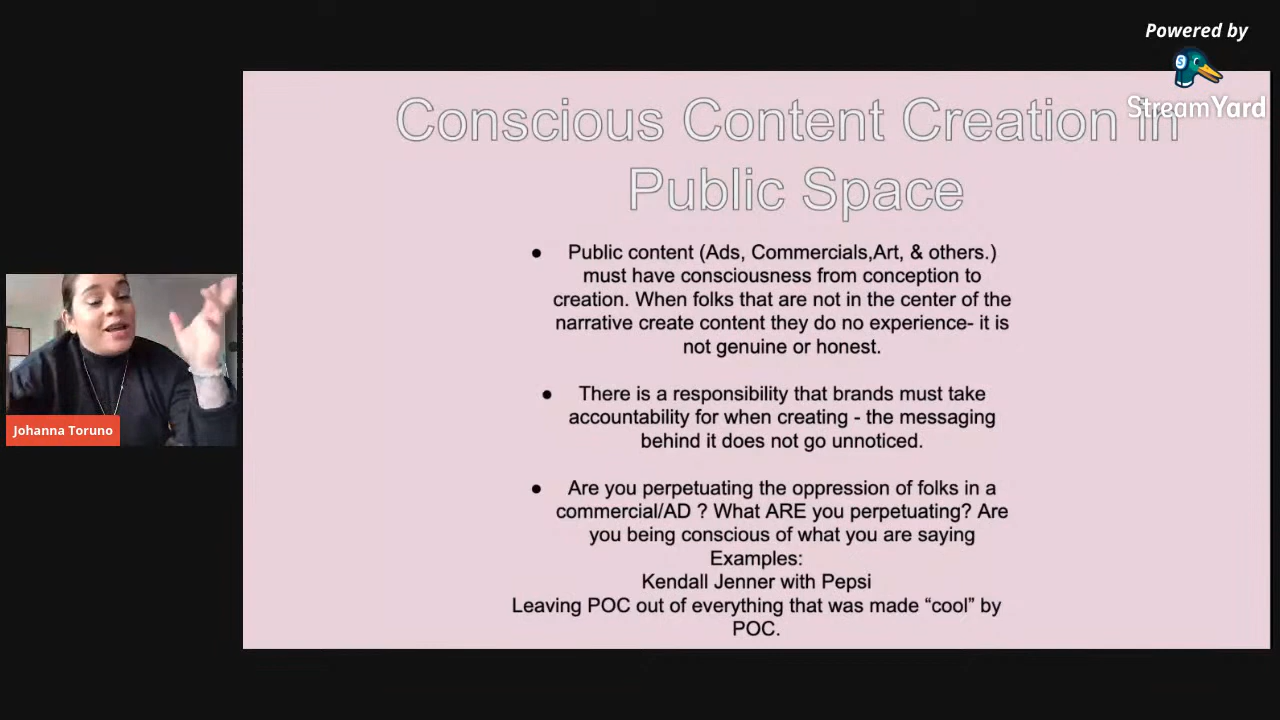 Powered by
StreamYard
Conscious Content Creation in
Public Space
● Public content (Ads, Commercials,Art, & others.)
must have consciousness from conception to
creation. When folks that are not in the center of the
narrative create content they do no experience- it is
not genuine or honest.
● There is a responsibility that brands must take
accountability for when creating - the messaging
behind it does not go unnoticed.
● Are you perpetuating the oppression of folks in a
commercial/AD ? What ARE you perpetuating? Are
you being conscious of what you are saying
Examples:
Kendall Jenner with Pepsi
Leaving POC out of everything that was made “cool” by
POC.
Johanna Toruno